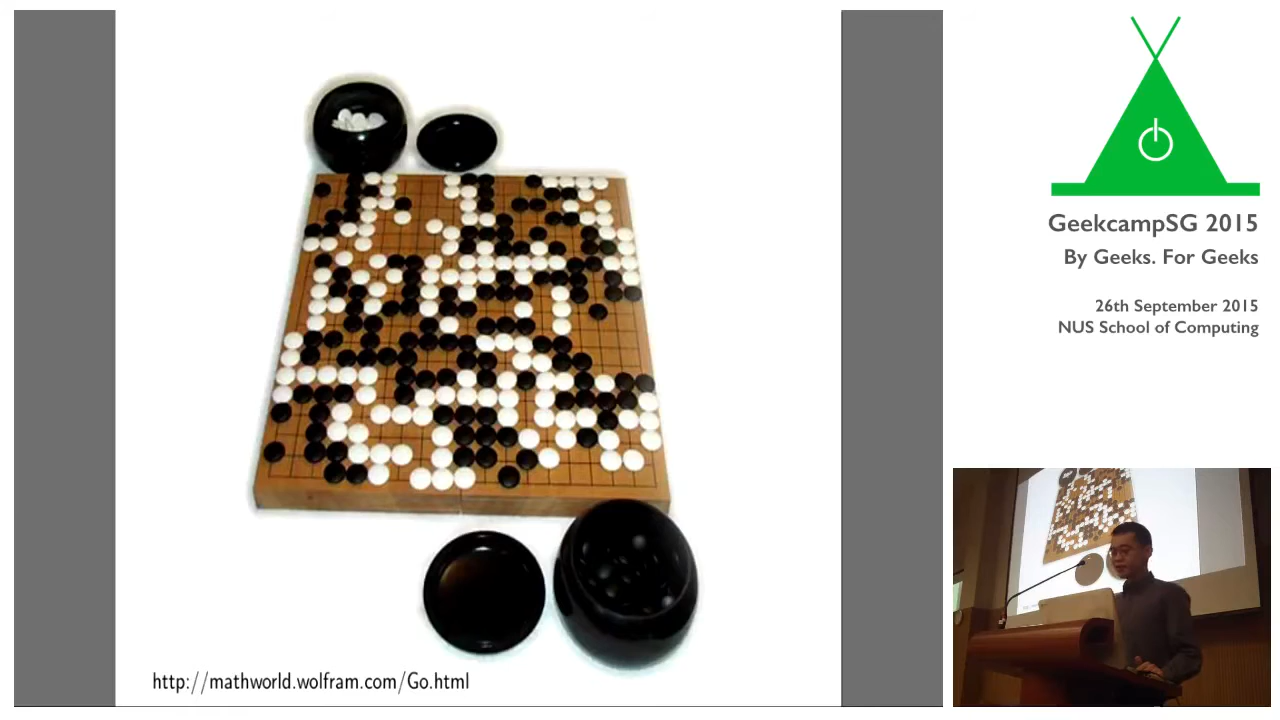 http://mathworld.wolfram.com/Go.html
GeekcampSG 2015
By Geeks. For Geeks
26th September 2015
NUS School of Computing